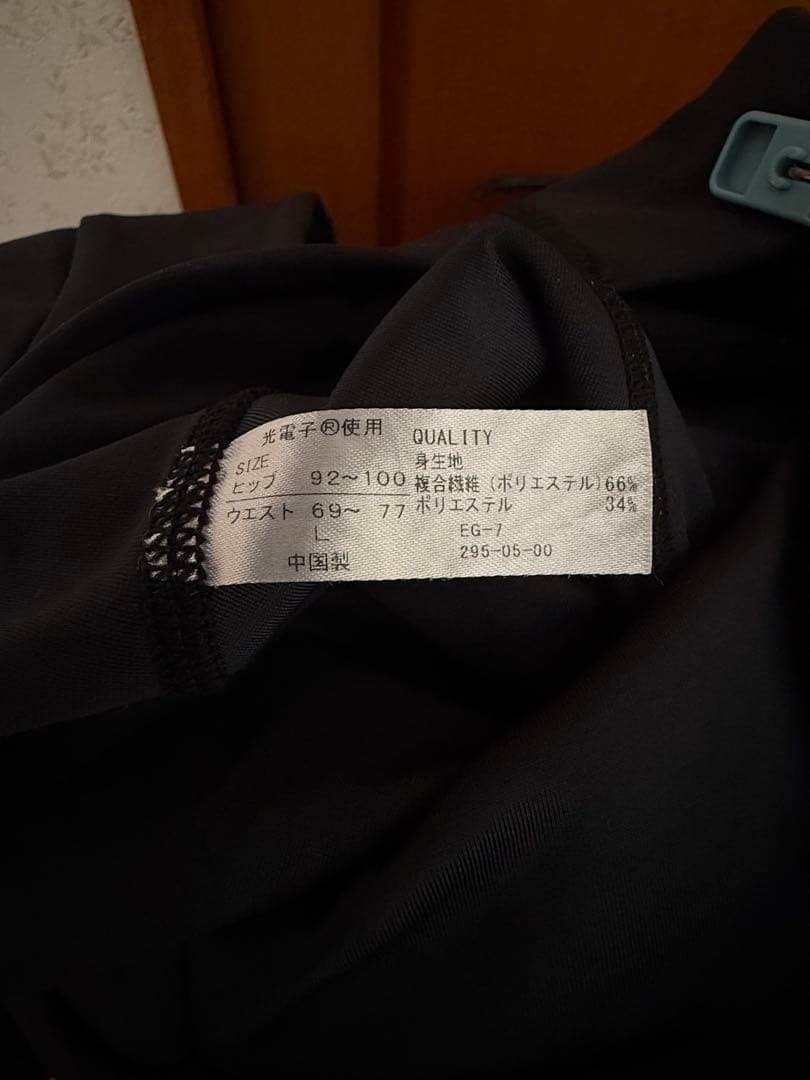 光電子®使用
SIZE
ヒップ 92～100
ウエスト 69～ 77
L
中国製
QUALITY
身生地
複合繊維(ポリエステル)66%
ポリエステル 34%
EG-7
295-05-00